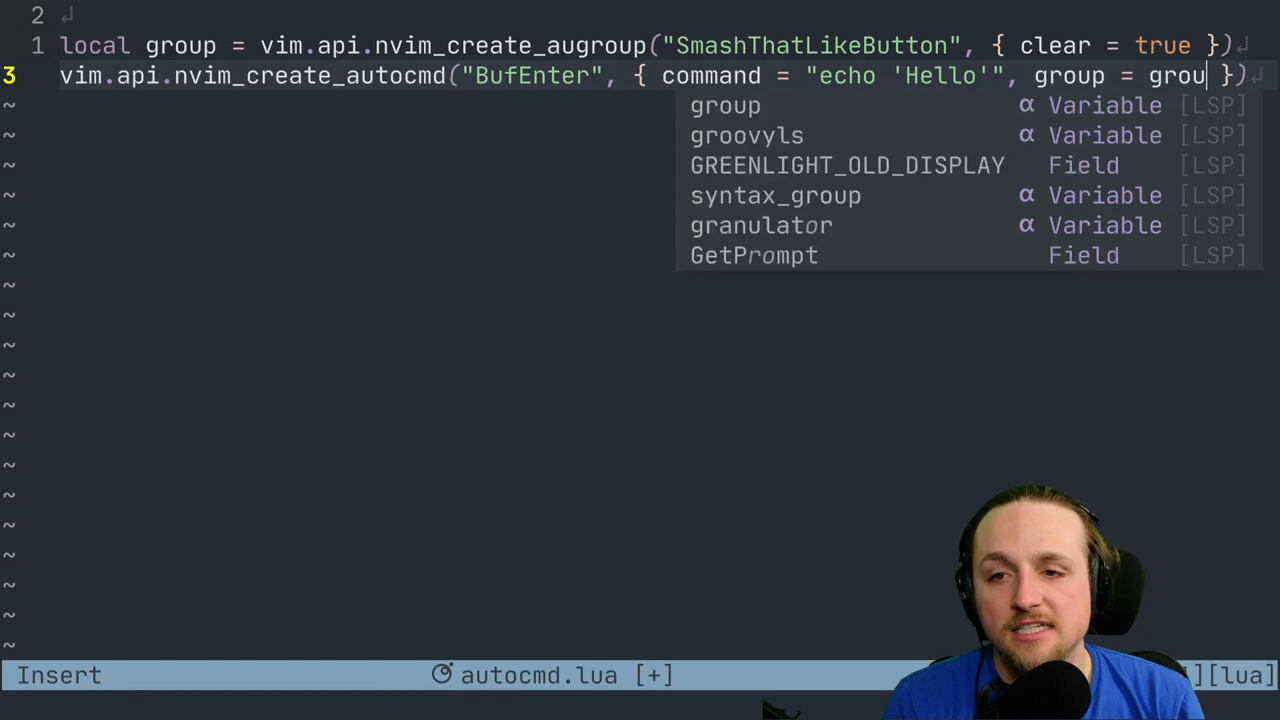 2 ↲
1 local group = vim.api.nvim_create_augroup("SmashThatLikeButton", { clear = true })↲
3 vim.api.nvim_create_autocmd("BufEnter", { command = "echo 'Hello'", group = grou })↲
~ group α Variable [LSP]
~ groovyls α Variable [LSP]
~ GREENLIGHT_OLD_DISPLAY Field [LSP]
~ syntax_group α Variable [LSP]
~ granulator α Variable [LSP]
~ GetPrompt Field [LSP]
~
~
~
~
~
~
~
~
~
~
~
~
~
Insert autocmd.lua [+] ][lua]